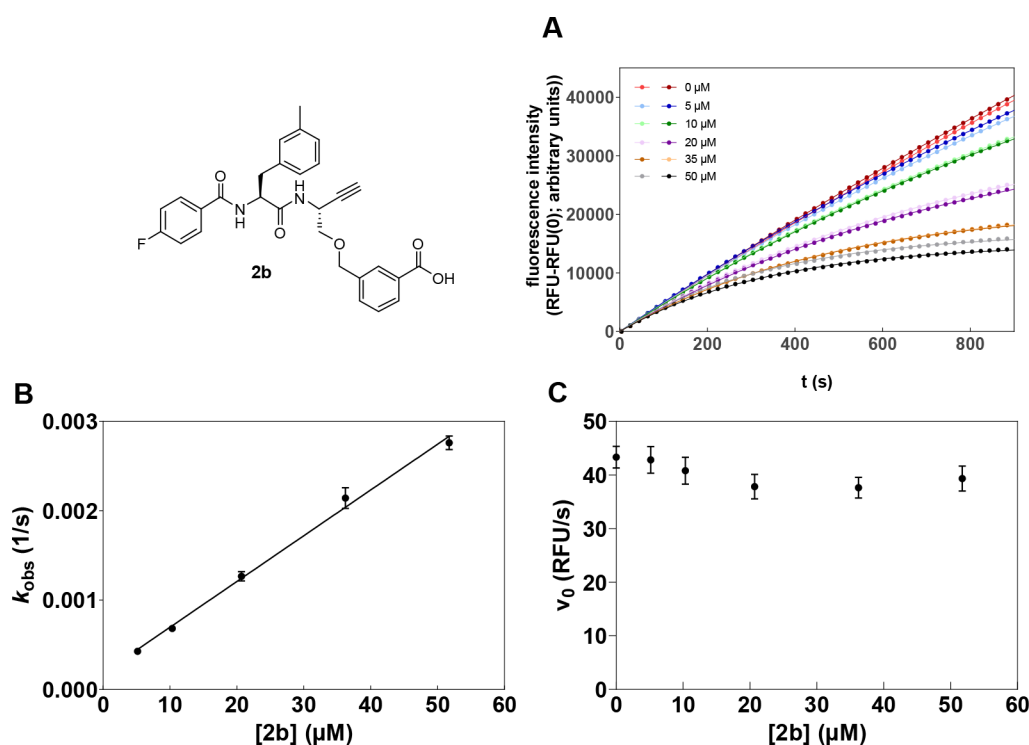 A
O
N
H
O
H
N
F
O
O
OH
2b
fluorescence intensity
(RFU-RFU(0); arbitrary units))
40000
30000
20000
10000
0
0 µM
5 µM
10 µM
20 µM
35 µM
50 µM
0 200 400 600 800
t (s)
B
kobs (1/s)
0.003
0.002
0.001
0.000
0 10 20 30 40 50 60
[2b] (µM)
C
v0 (RFU/s)
50
40
30
20
10
0
0 10 20 30 40 50 60
[2b] (µM)